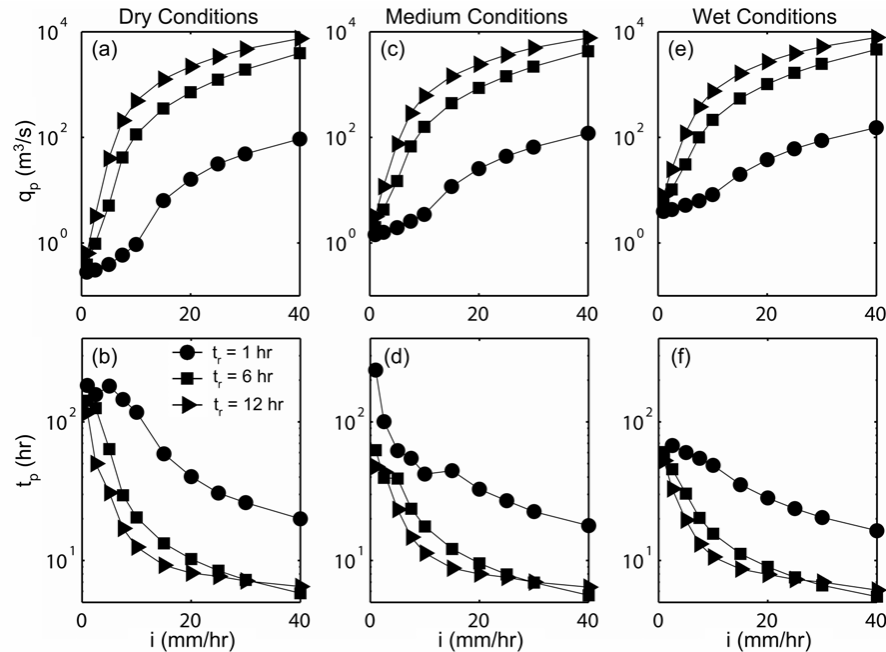 Dry Conditions Medium Conditions Wet Conditions
10^4 (a) 10^4 (c) 10^4 (e)
10^2 10^2 10^2
10^0 10^0 10^0
q_p (m^3/s)
0 20 40 0 20 40 0 20 40
(b) (d) (f)
t_r = 1 hr
t_r = 6 hr
t_r = 12 hr
10^2 10^2 10^2
10^1 10^1 10^1
t_p (hr)
0 20 40 0 20 40 0 20 40
i (mm/hr) i (mm/hr) i (mm/hr)